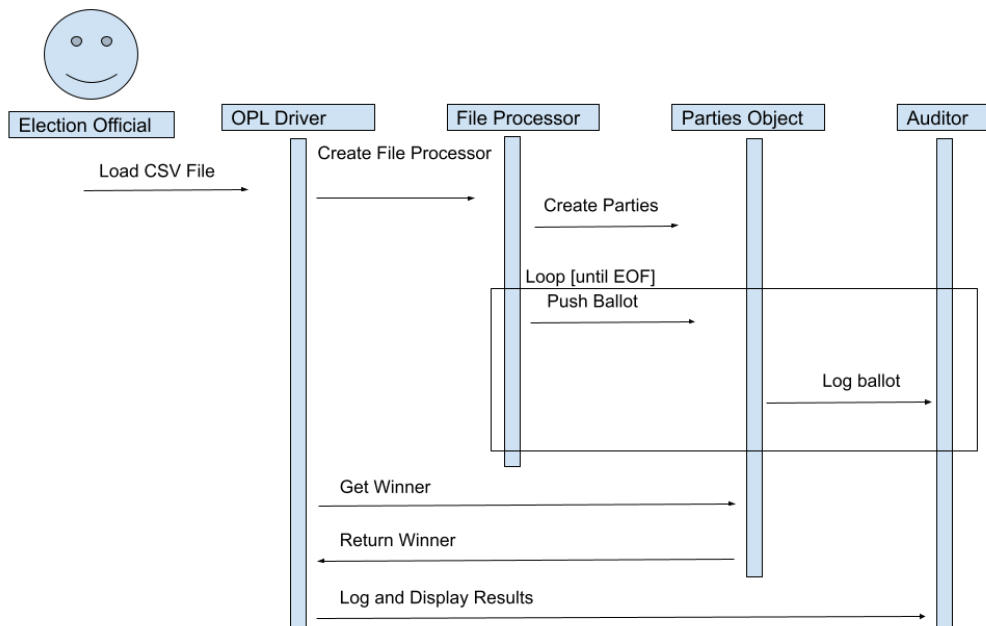 Election Official
OPL Driver
File Processor
Parties Object
Auditor
Load CSV File
Create File Processor
Create Parties
Loop [until EOF]
Push Ballot
Log ballot
Get Winner
Return Winner
Log and Display Results